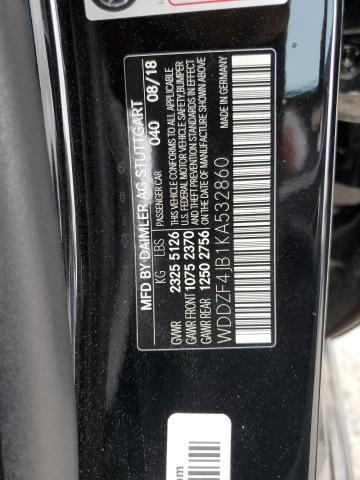 MFD BY DAIMLER AG-STUTTGART
PASSENGER CAR 040 08/18
KG LBS
GVWR 2325 5126
GAWR FRONT 1075 2370
GAWR REAR 1250 2756
THIS VEHICLE CONFORMS TO ALL APPLICABLE
U.S. FEDERAL MOTOR VEHICLE SAFETY, BUMPER
AND THEFT PREVENTION STANDARDS IN EFFECT
ON THE DATE OF MANUFACTURE SHOWN ABOVE
MADE IN GERMANY
WDDZF4JB1KA532860
om